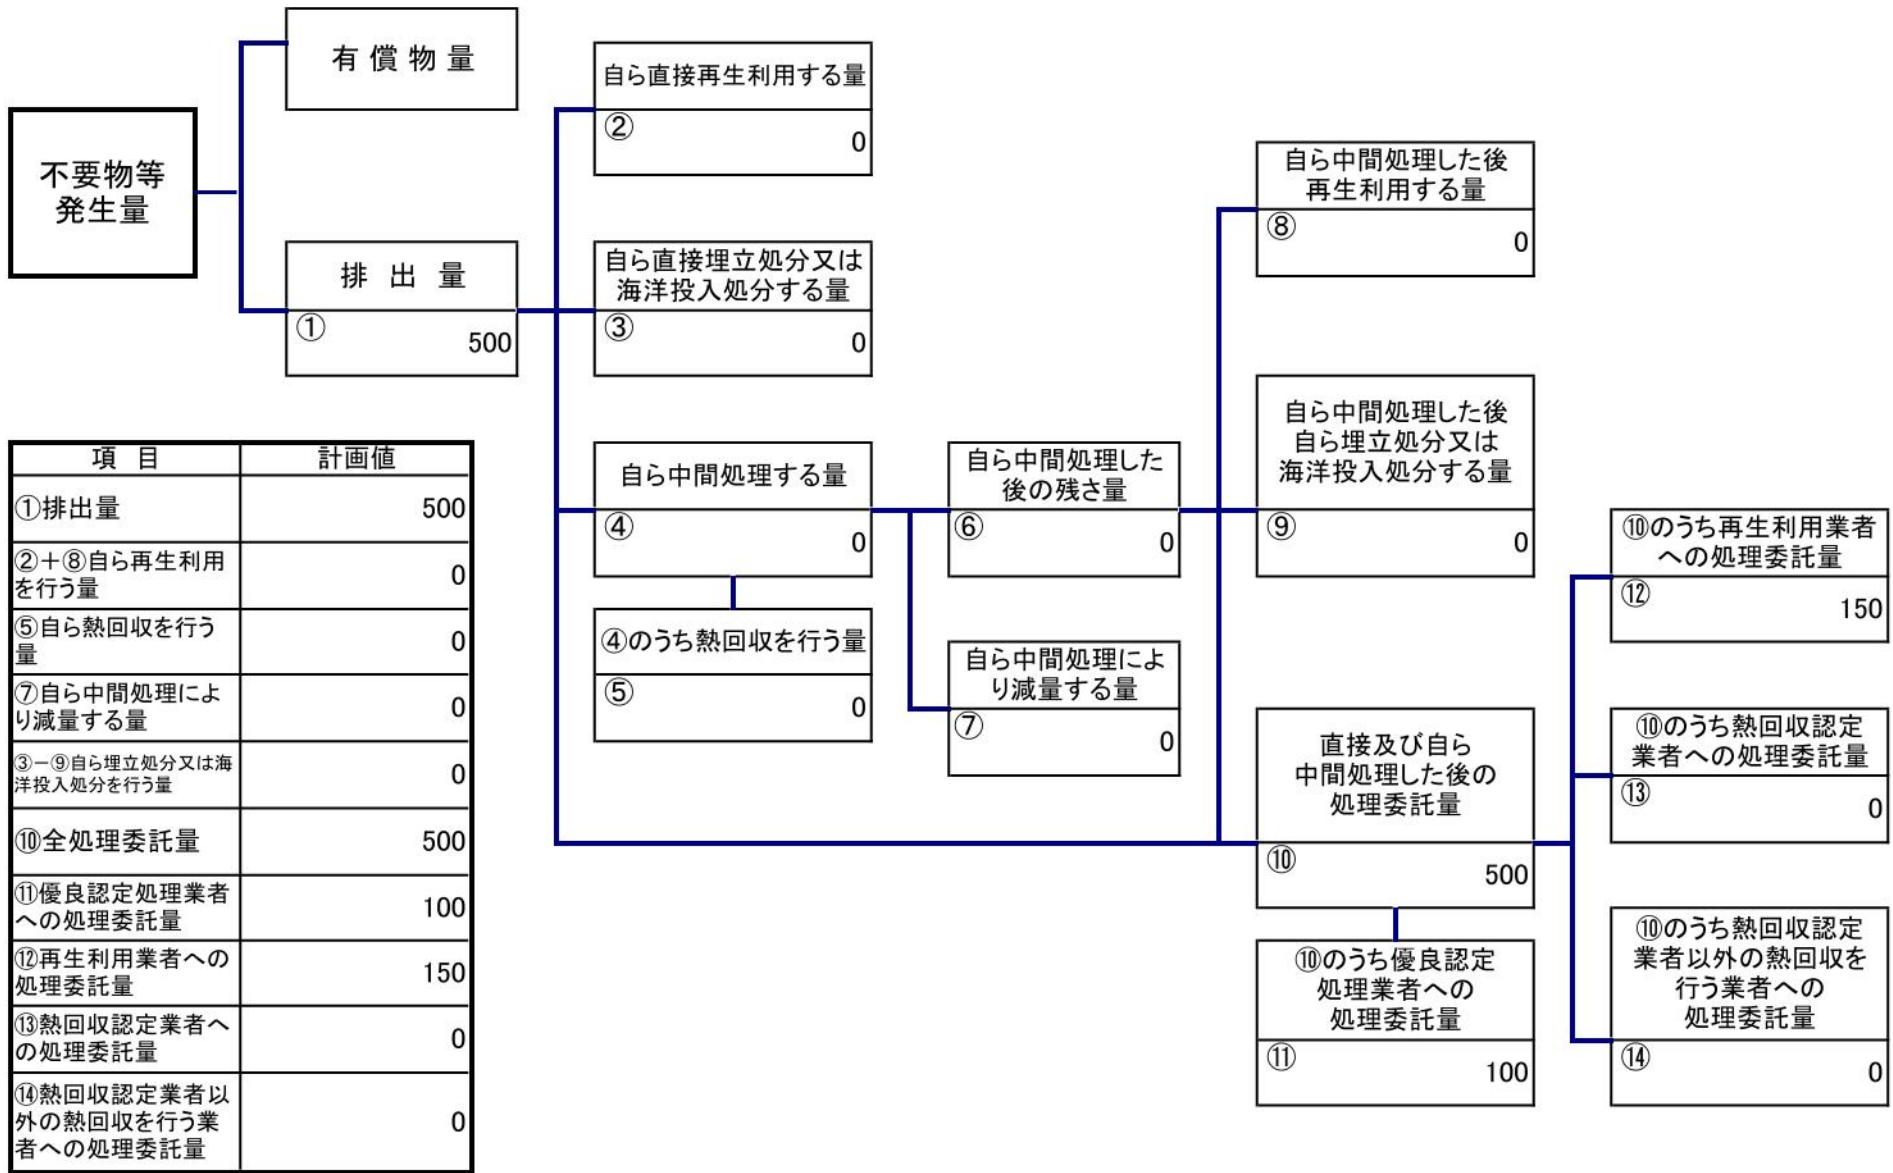 有 償 物 量
不要物等
発生量
排 出 量
①
500
自ら直接再生利用する量
②
0
自ら直接埋立処分又は
海洋投入処分する量
③
0
自ら中間処理する量
④
0
④のうち熱回収を行う量
⑤
0
自ら中間処理した
後の残さ量
⑥
0
自ら中間処理によ
り減量する量
⑦
0
自ら中間処理した後
再生利用する量
⑧
0
自ら中間処理した後
自ら埋立処分又は
海洋投入処分する量
⑨
0
直接及び自ら
中間処理した後の
処理委託量
⑩
500
⑩のうち優良認定
処理業者への
処理委託量
⑪
100
⑩のうち再生利用業者
への処理委託量
⑫
150
⑩のうち熱回収認定
業者への処理委託量
⑬
0
⑩のうち熱回収認定
業者以外の熱回収を
行う業者への
処理委託量
⑭
0
項 目 計画値
①排出量 500
②+⑧自ら再生利用
を行う量 0
⑤自ら熱回収を行う
量 0
⑦自ら中間処理によ
り減量する量 0
③-⑨自ら埋立処分又は海
洋投入処分を行う量 0
⑩全処理委託量 500
⑪優良認定処理業者
への処理委託量 100
⑫再生利用業者への
処理委託量 150
⑬熱回収認定業者へ
の処理委託量 0
⑭熱回収認定業者以
外の熱回収を行う業
者への処理委託量 0